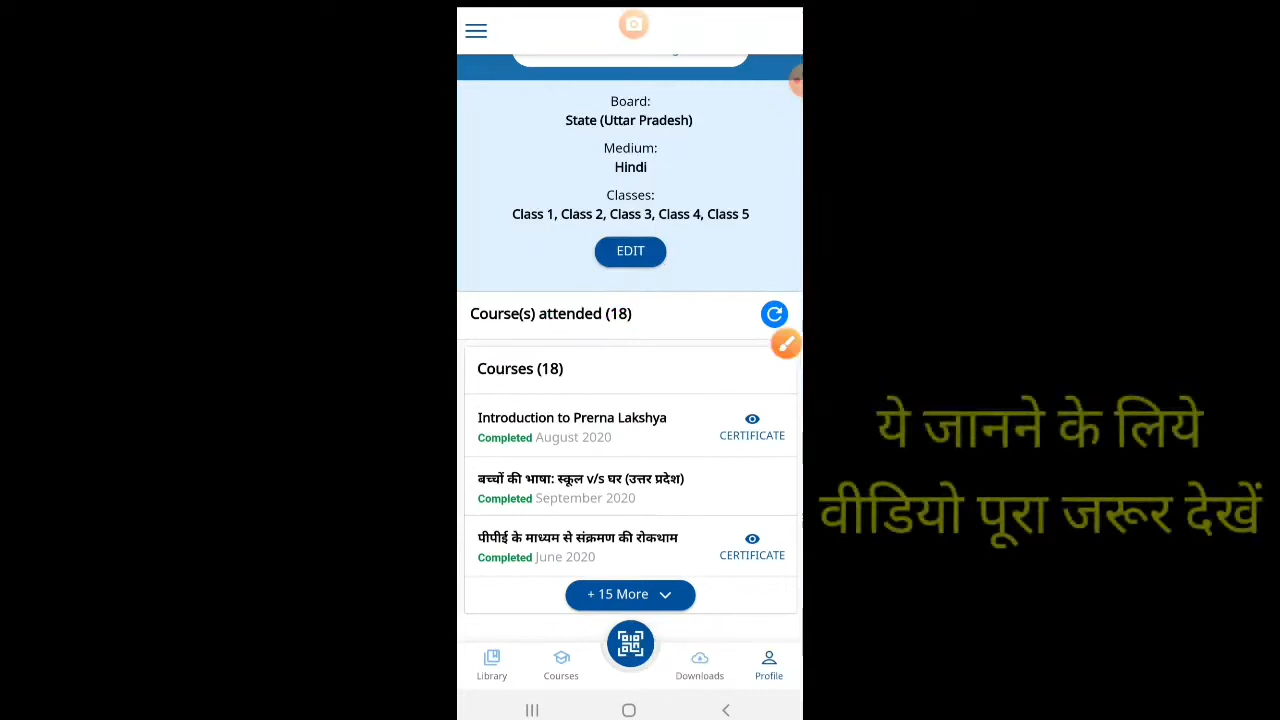 Board:
State (Uttar Pradesh)
Medium:
Hindi
Classes:
Class 1, Class 2, Class 3, Class 4, Class 5
EDIT
Course(s) attended (18)
Courses (18)
Introduction to Prerna Lakshya
Completed August 2020
CERTIFICATE
बच्चों की भाषा: स्कूल v/s घर (उत्तर प्रदेश)
Completed September 2020
पीपीई के माध्यम से संक्रमण की रोकथाम
Completed June 2020
CERTIFICATE
+ 15 More
Library
Courses
Downloads
Profile
ये जानने के लिये
वीडियो पूरा जरूर देखें